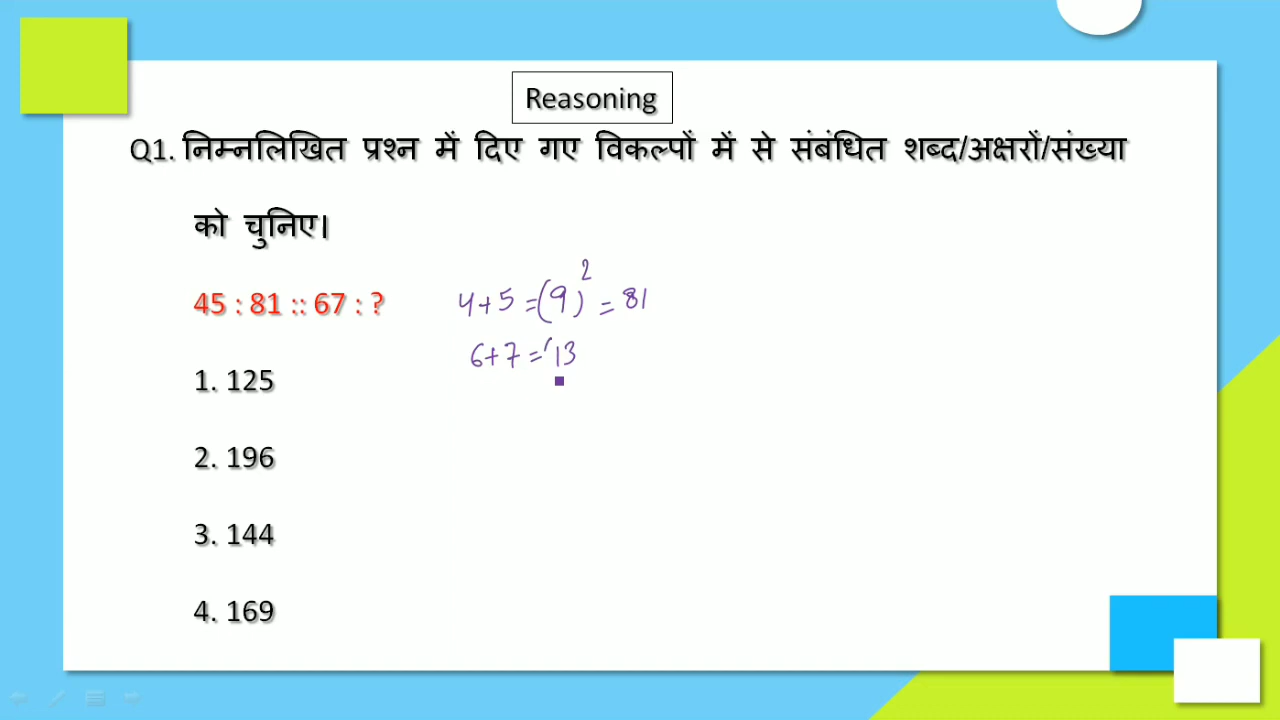 Reasoning
Q1. निम्नलिखित प्रश्न में दिए गए विकल्पों में से संबंधित शब्द/अक्षरों/संख्या
को चुनिए।
45 : 81 :: 67 : ?
4+5 =(9)² = 81
6+7 =(13
1. 125
2. 196
3. 144
4. 169